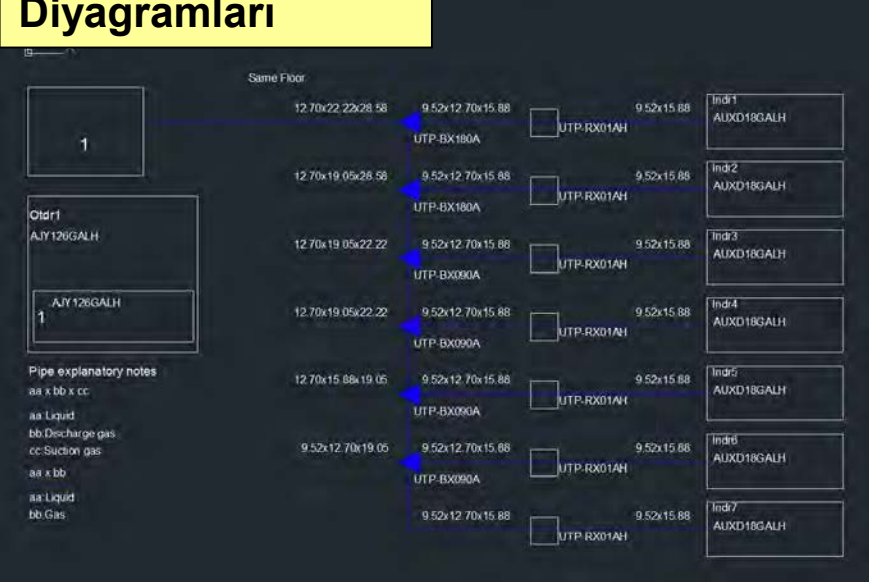 Diyagramları
Same Floor
1
12.70x22.22x28.58
9.52x12.70x15.88
UTP-BX180A
UTP-RX01AH
9.52x15.88
Indr1
AUXD18GALH
12.70x19.05x28.58
9.52x12.70x15.88
UTP-BX180A
UTP-RX01AH
9.52x15.88
Indr2
AUXD18GALH
Otdr1
AJY126GALH
12.70x19.05x22.22
9.52x12.70x15.88
UTP-BX090A
UTP-RX01AH
9.52x15.88
Indr3
AUXD18GALH
AJY126GALH
1
12.70x19.05x22.22
9.52x12.70x15.88
UTP-BX090A
UTP-RX01AH
9.52x15.88
Indr4
AUXD18GALH
Pipe explanatory notes
aa x bb x cc
aa:Liquid
bb:Discharge gas
cc:Suction gas
aa x bb
aa:Liquid
bb:Gas
12.70x15.88x19.05
9.52x12.70x15.88
UTP-BX090A
UTP-RX01AH
9.52x15.88
Indr5
AUXD18GALH
9.52x12.70x19.05
9.52x12.70x15.88
UTP-BX090A
UTP-RX01AH
9.52x15.88
Indr6
AUXD18GALH
9.52x12.70x15.88
UTP-RX01AH
9.52x15.88
Indr7
AUXD18GALH